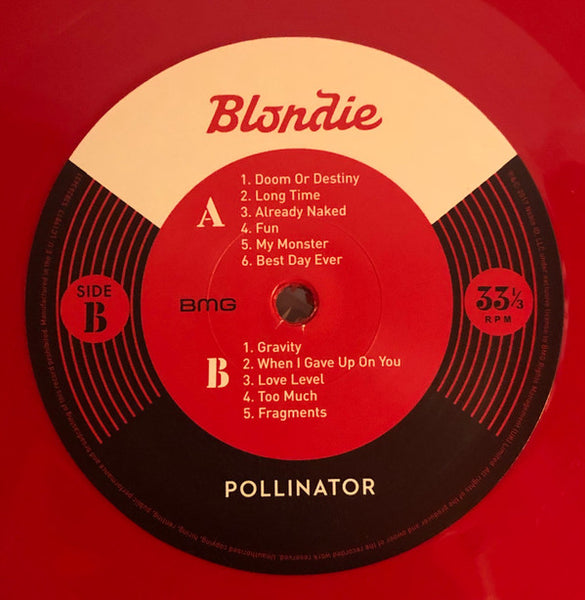 Blondie
A
1. Doom Or Destiny
2. Long Time
3. Already Naked
4. Fun
5. My Monster
6. Best Day Ever
SIDE
B
BMG
33 1/3
RPM
B
1. Gravity
2. When I Gave Up On You
3. Love Level
4. Too Much
5. Fragments
POLLINATOR